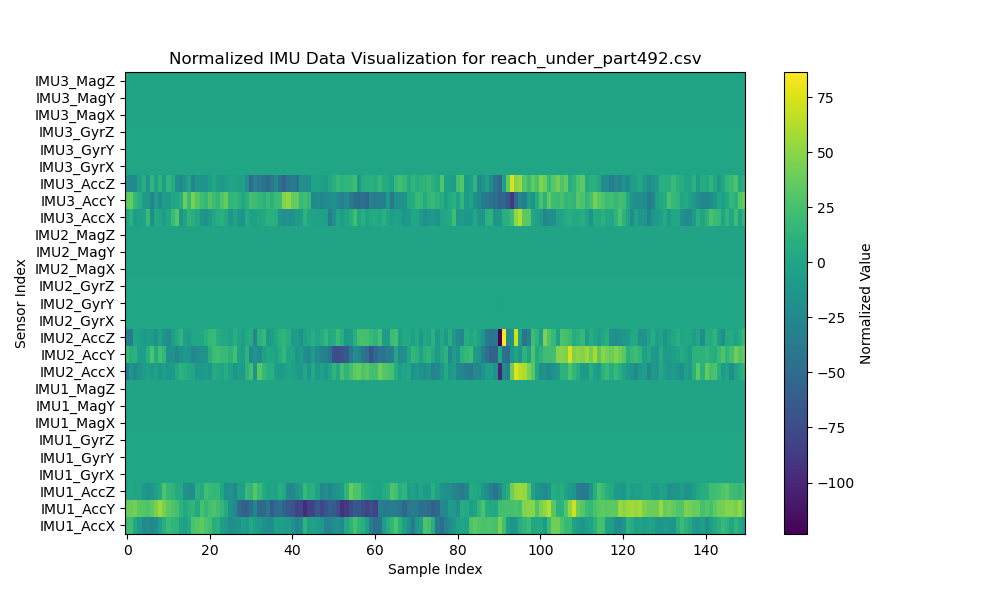 Normalized IMU Data Visualization for reach_under_part492.csv
IMU3_MagZ
IMU3_MagY
IMU3_MagX
IMU3_GyrZ
IMU3_GyrY
IMU3_GyrX
IMU3_AccZ
IMU3_AccY
IMU3_AccX
IMU2_MagZ
IMU2_MagY
IMU2_MagX
IMU2_GyrZ
IMU2_GyrY
IMU2_GyrX
IMU2_AccZ
IMU2_AccY
IMU2_AccX
IMU1_MagZ
IMU1_MagY
IMU1_MagX
IMU1_GyrZ
IMU1_GyrY
IMU1_GyrX
IMU1_AccZ
IMU1_AccY
IMU1_AccX
Sensor Index
0 20 40 60 80 100 120 140
Sample Index
75
50
25
0
−25
−50
−75
−100
Normalized Value